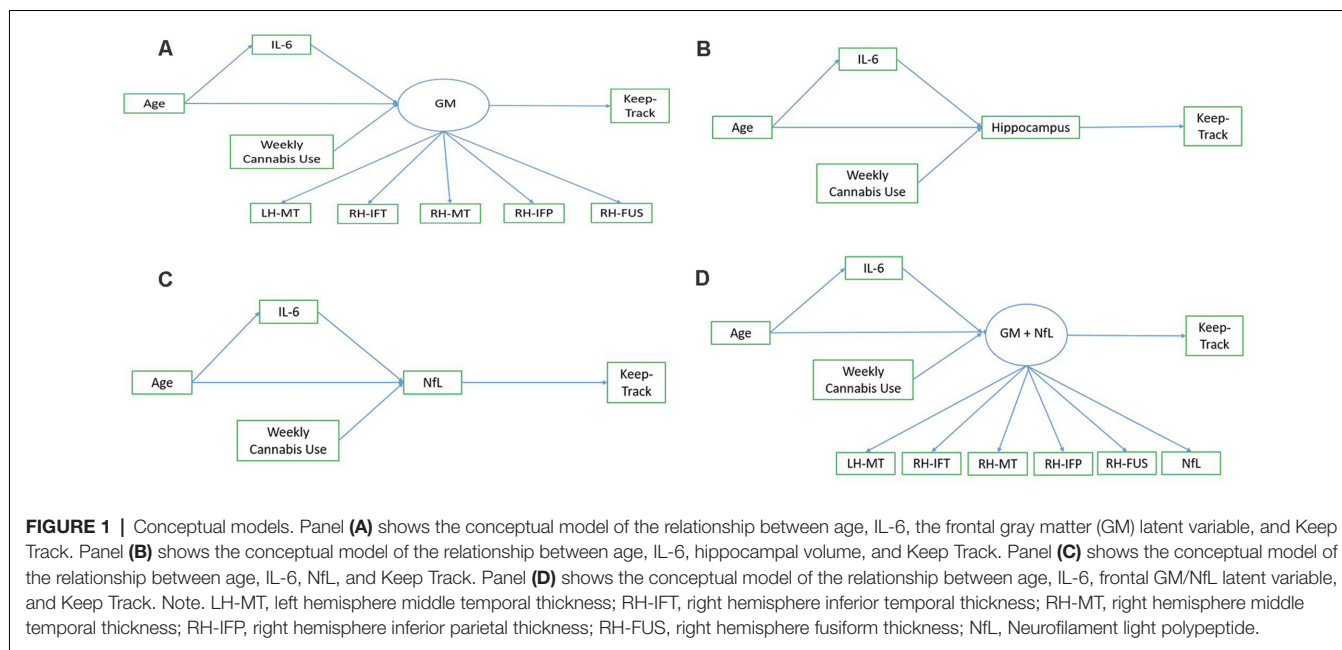 A
IL-6
Age
GM
Keep-
Track
Weekly
Cannabis Use
LH-MT RH-IFT RH-MT RH-IFP RH-FUS
B
IL-6
Age
Hippocampus
Keep-
Track
Weekly
Cannabis Use
C
IL-6
Age
NfL
Keep-
Track
Weekly
Cannabis Use
D
IL-6
Age
GM + NfL
Keep-
Track
Weekly
Cannabis Use
LH-MT RH-IFT RH-MT RH-IFP RH-FUS NfL
FIGURE 1 | Conceptual models. Panel (A) shows the conceptual model of the relationship between age, IL-6, the frontal gray matter (GM) latent variable, and Keep
Track. Panel (B) shows the conceptual model of the relationship between age, IL-6, hippocampal volume, and Keep Track. Panel (C) shows the conceptual model of
the relationship between age, IL-6, NfL, and Keep Track. Panel (D) shows the conceptual model of the relationship between age, IL-6, frontal GM/NfL latent variable,
and Keep Track. Note. LH-MT, left hemisphere middle temporal thickness; RH-IFT, right hemisphere inferior temporal thickness; RH-MT, right hemisphere middle
temporal thickness; RH-IFP, right hemisphere inferior parietal thickness; RH-FUS, right hemisphere fusiform thickness; NfL, Neurofilament light polypeptide.